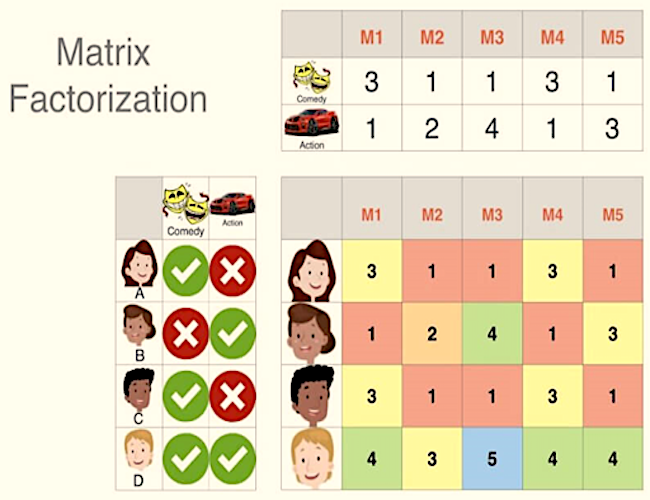 Matrix
Factorization
M1 M2 M3 M4 M5
Comedy 3 1 1 3 1
Action 1 2 4 1 3
Comedy Action
M1 M2 M3 M4 M5
A 3 1 1 3 1
B 1 2 4 1 3
C 3 1 1 3 1
D 4 3 5 4 4